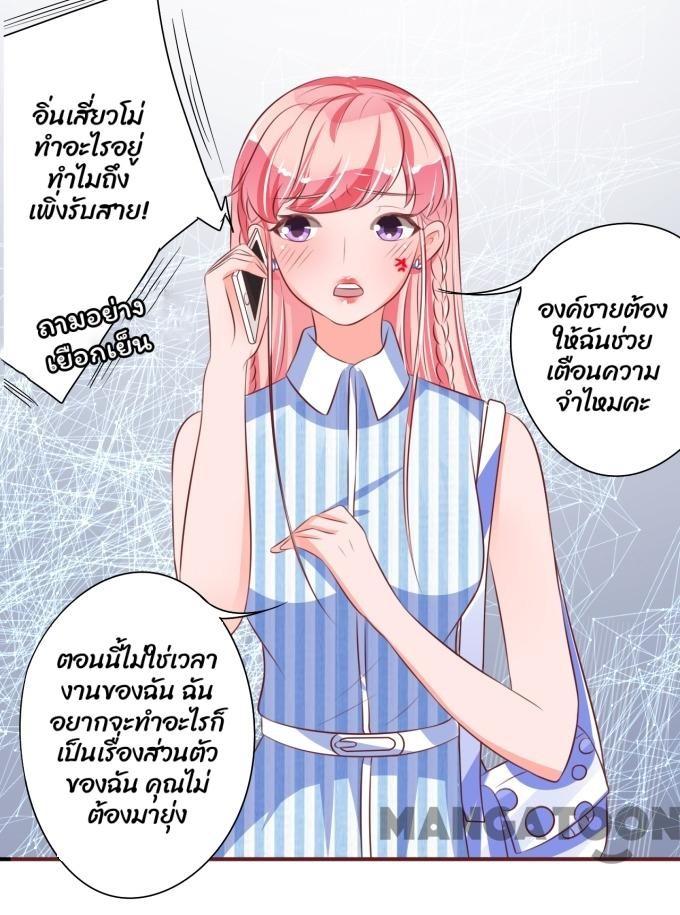 อิ่นเสี่ยวโม่
ทำอะไรอยู่
ทำไมถึง
เพิ่งรับสาย!
ถามอย่าง
เยือกเย็น
องค์ชายต้อง
ให้ฉันช่วย
เตือนความ
จำไหมคะ
ตอนนี้ไม่ใช่เวลา
งานของฉัน ฉัน
อยากจะทำอะไรก็
เป็นเรื่องส่วนตัว
ของฉัน คุณไม่
ต้องมายุ่ง
MANGATOON